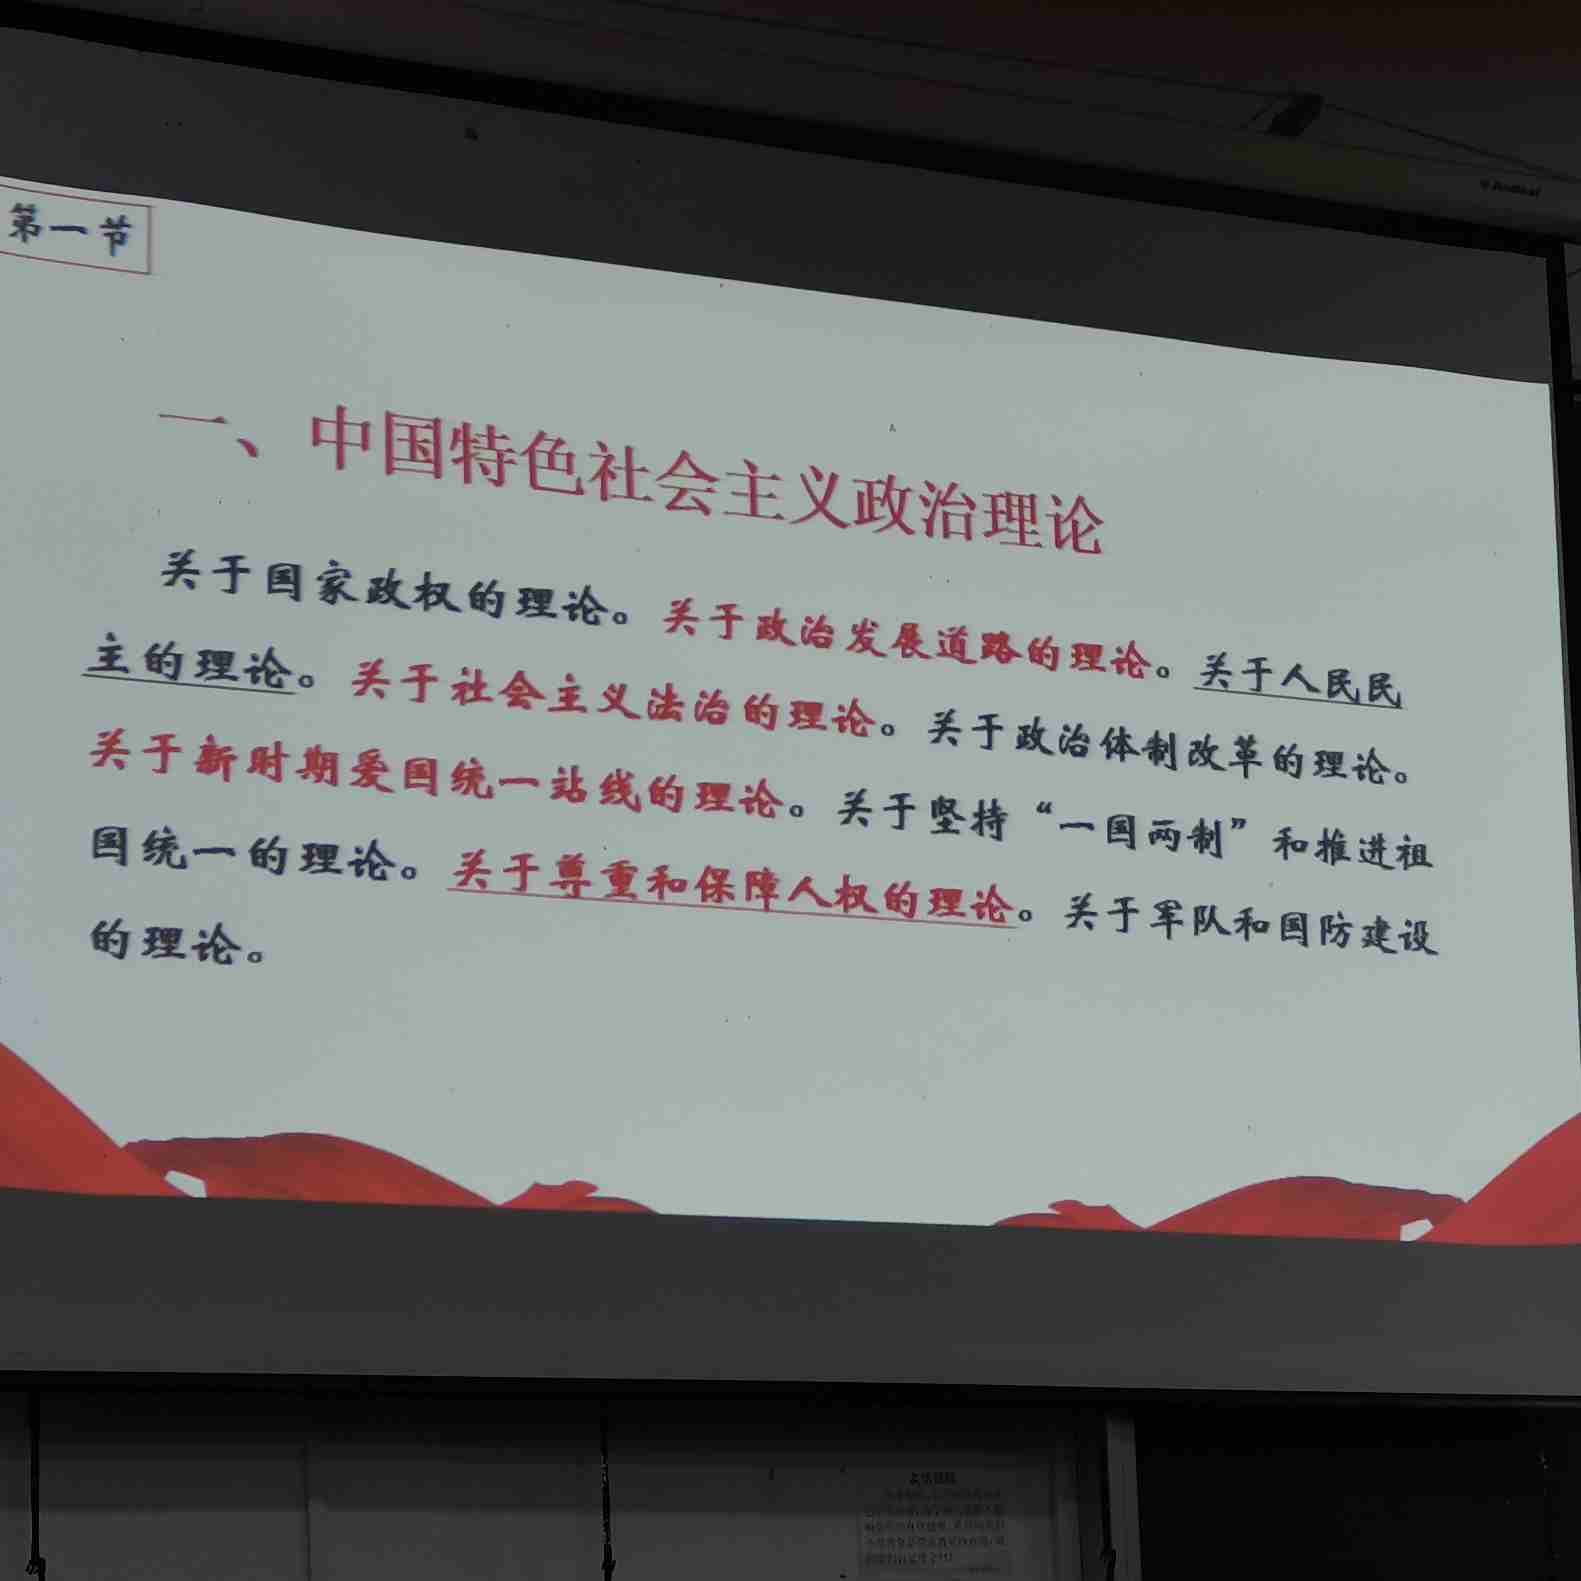 第一节
一、中国特色社会主义政治理论
关于国家政权的理论。关于政治发展道路的理论。关于人民民
主的理论。关于社会主义法治的理论。关于政治体制改革的理论。
关于新时期爱国统一站线的理论。关于坚持“一国两制”和推进祖
国统一的理论。关于尊重和保障人权的理论。关于军队和国防建设
的理论。